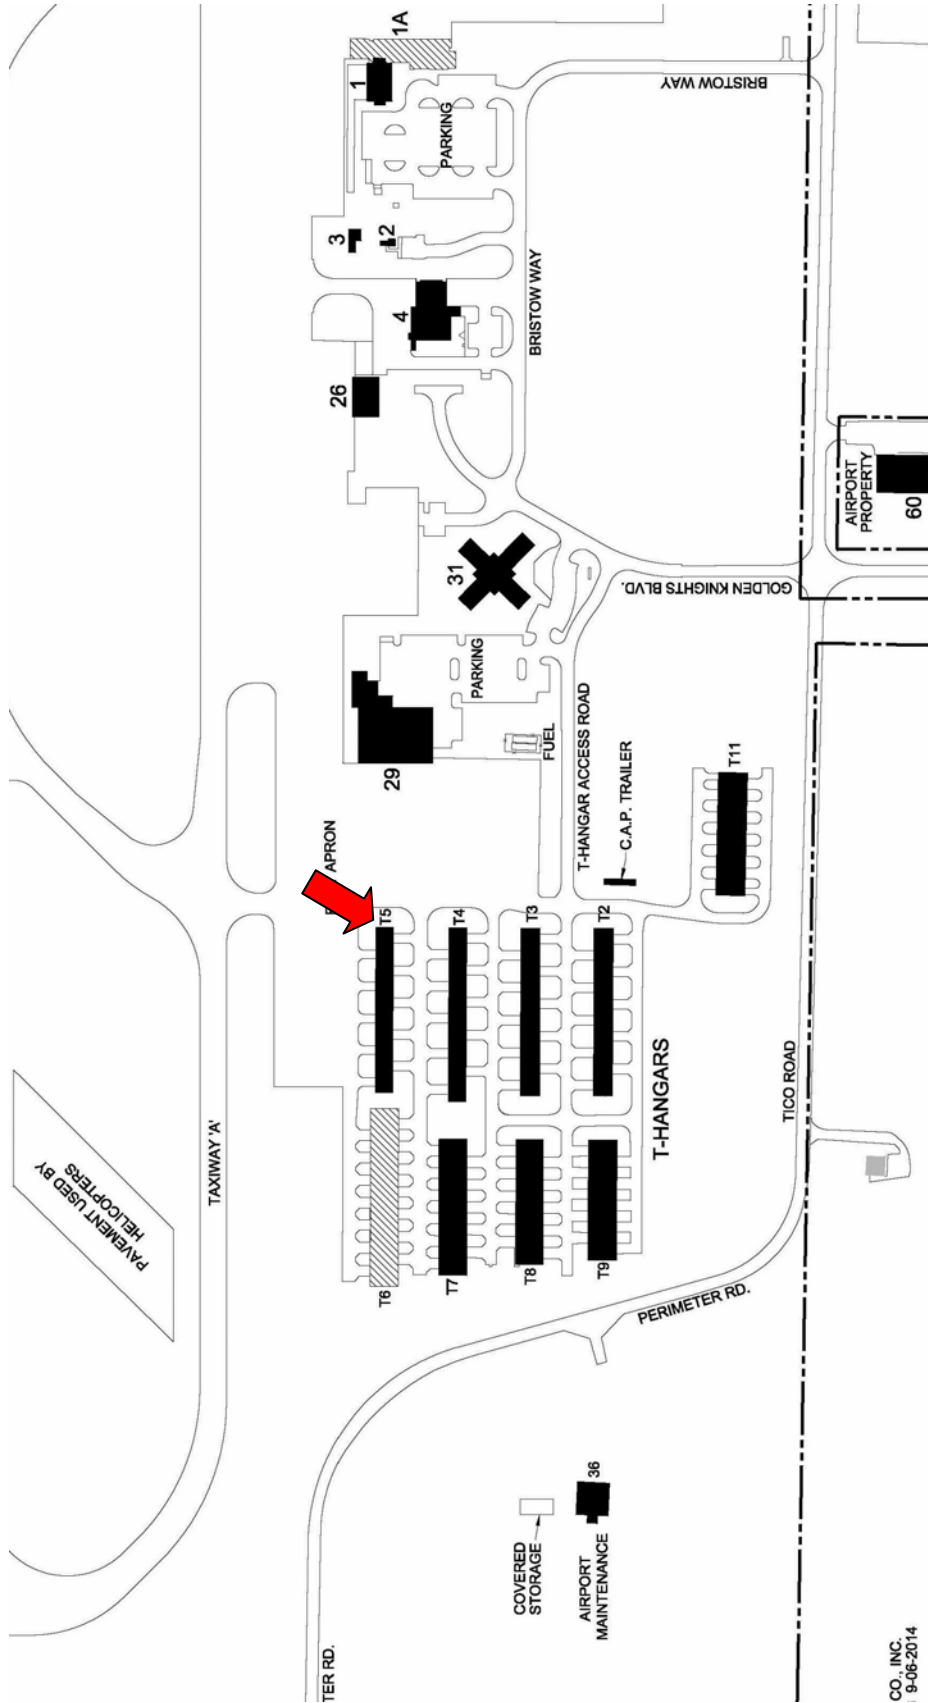 1A
1
PARKING
BRISTOW WAY
3
2
4
BRISTOW WAY
26
AIRPORT
PROPERTY
60
31
GOLDEN KNIGHTS BLVD.
PARKING
29
FUEL
T-HANGAR ACCESS ROAD
C.A.P. TRAILER
T11
APRON
T5
T4
T3
T2
T-HANGARS
TICO ROAD
TAXIWAY 'A'
PAVEMENT USED BY
HELICOPTERS
T6
T7
T8
T9
PERIMETER RD.
36
COVERED
STORAGE
AIRPORT
MAINTENANCE
TER RD.
CO., INC.
9-06-2014